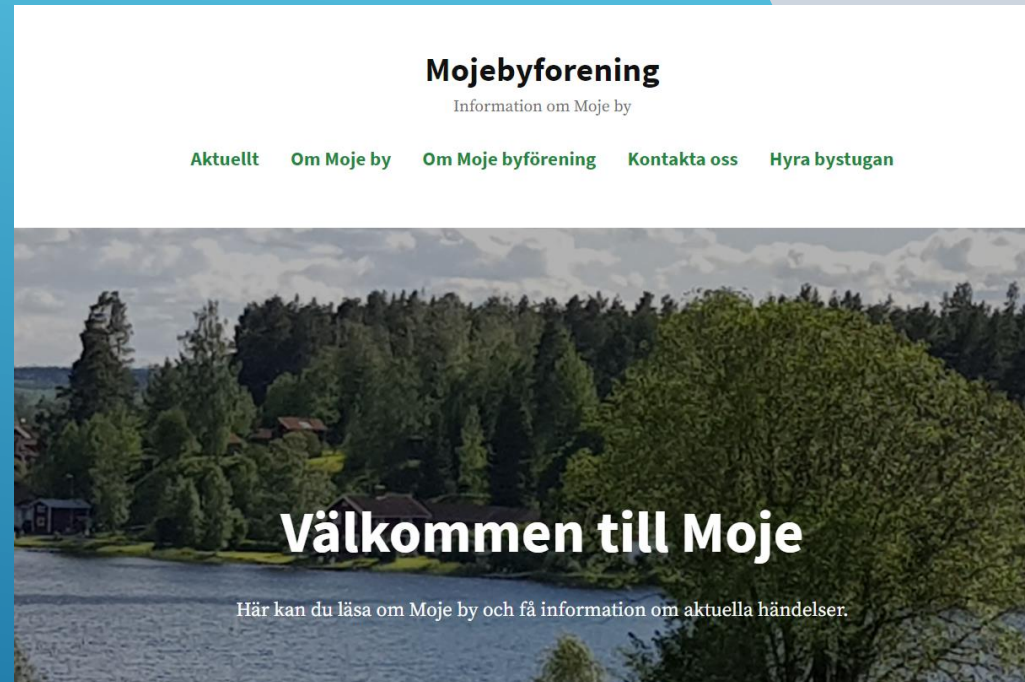 Mojebyforening
Information om Moje by
Aktuellt Om Moje by Om Moje byförening Kontakta oss Hyra bystugan
Välkommen till Moje
Här kan du läsa om Moje by och få information om aktuella händelser.